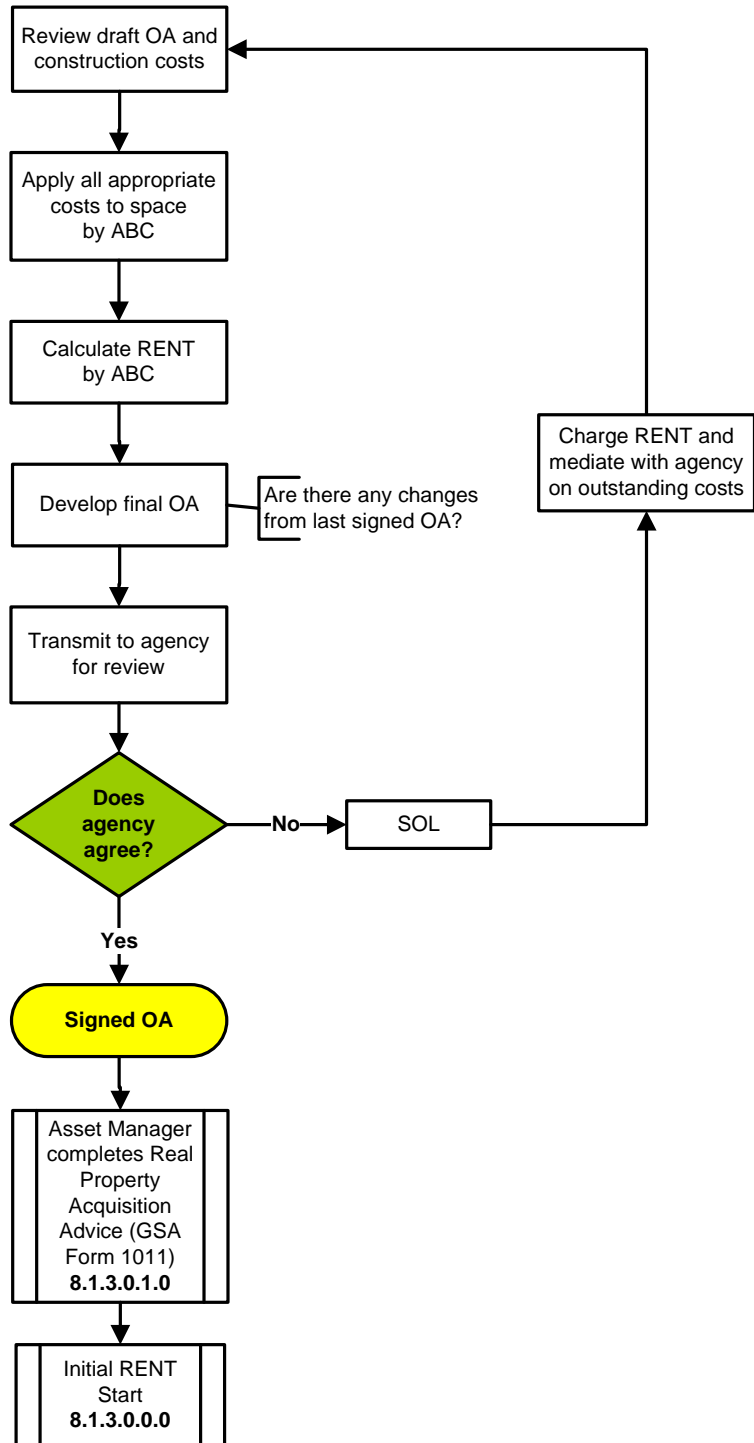 Review draft OA and
construction costs
Apply all appropriate
costs to space
by ABC
Calculate RENT
by ABC
Develop final OA
Are there any changes
from last signed OA?
Charge RENT and
mediate with agency
on outstanding costs
Transmit to agency
for review
Does
agency
agree?
No
SOL
Yes
Signed OA
Asset Manager
completes Real
Property
Acquisition
Advice (GSA
Form 1011)
8.1.3.0.1.0
Initial RENT
Start
8.1.3.0.0.0